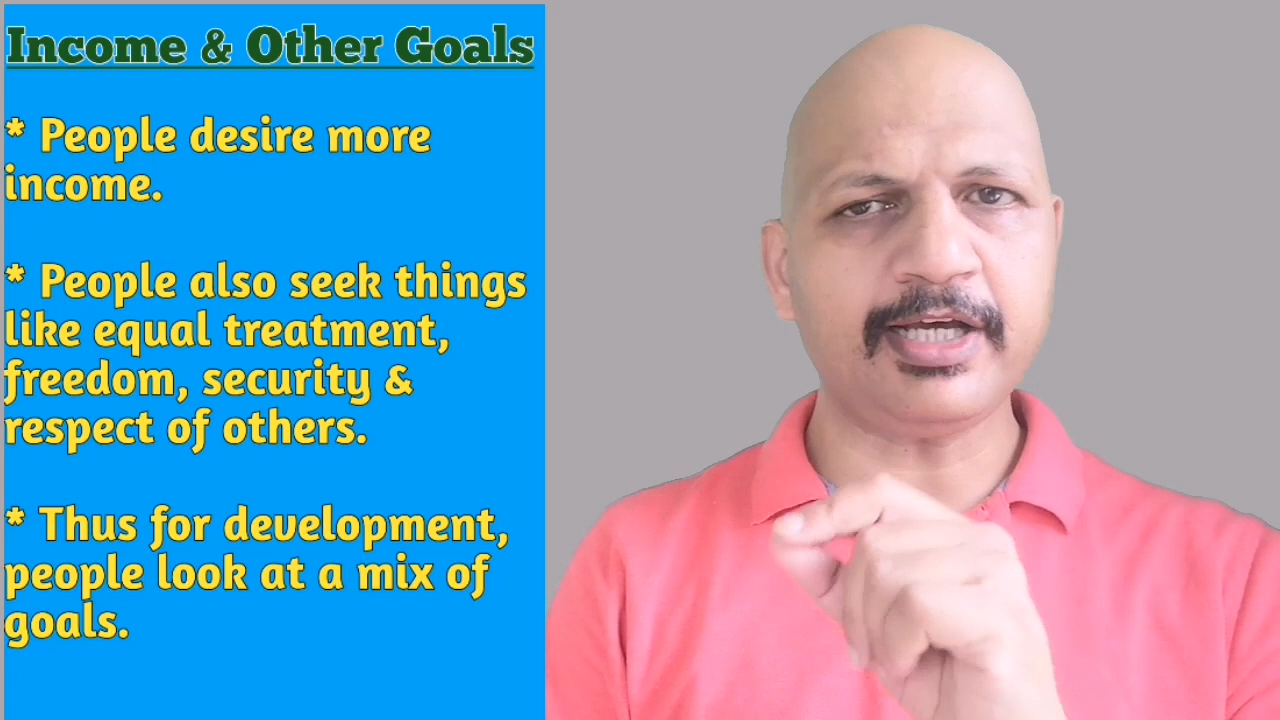 Income & Other Goals
* People desire more
income.
* People also seek things
like equal treatment,
freedom, security &
respect of others.
* Thus for development,
people look at a mix of
goals.